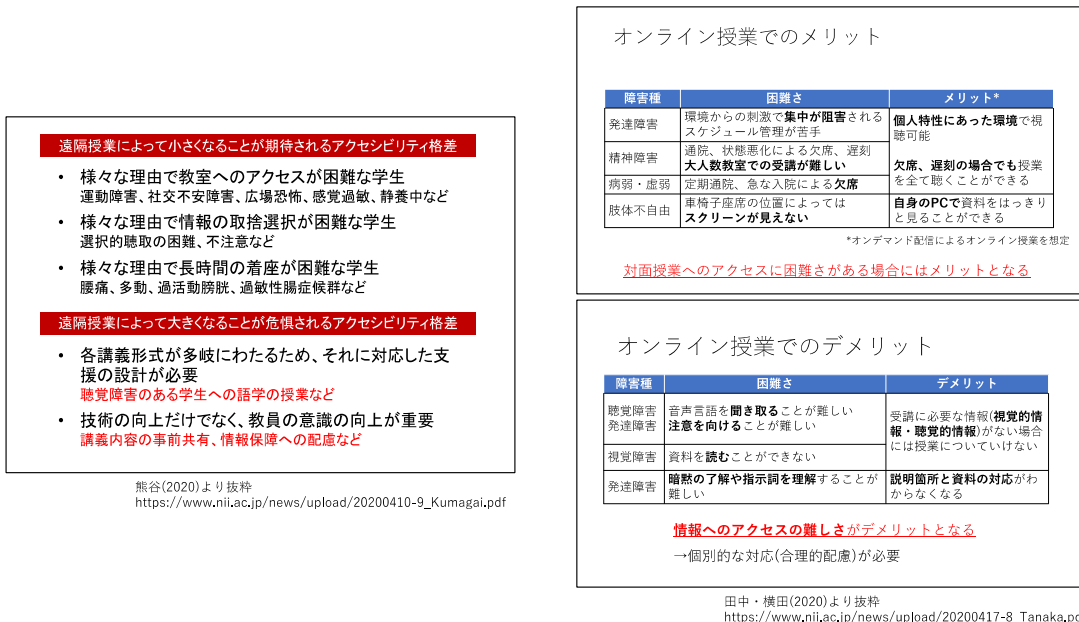 遠隔授業によって小さくなることが期待されるアクセシビリティ格差
• 様々な理由で教室へのアクセスが困難な学生
運動障害、社交不安障害、広場恐怖、感覚過敏、静養中など
• 様々な理由で情報の取捨選択が困難な学生
選択的聴取の困難、不注意など
• 様々な理由で長時間の着座が困難な学生
腰痛、多動、過活動膀胱、過敏性腸症候群など
遠隔授業によって大きくなることが危惧されるアクセシビリティ格差
• 各講義形式が多岐にわたるため、それに対応した支
援の設計が必要
聴覚障害のある学生への語学の授業など
• 技術の向上だけでなく、教員の意識の向上が重要
講義内容の事前共有、情報保障への配慮など
熊谷(2020)より抜粋
https://www.nii.ac.jp/news/upload/20200410-9_Kumagai.pdf
オンライン授業でのメリット
障害種 困難さ メリット*
発達障害 環境からの刺激で集中が阻害される
スケジュール管理が苦手
精神障害 通院、状態悪化による欠席、遅刻
大人数教室での受講が難しい
病弱・虚弱 定期通院、急な入院による欠席
肢体不自由 車椅子座席の位置によっては
スクリーンが見えない
個人特性にあった環境で視
聴可能
欠席、遅刻の場合でも授業
を全て聴くことができる
自身のPCで資料をはっきり
と見ることができる
*オンデマンド配信によるオンライン授業を想定
対面授業へのアクセスに困難さがある場合にはメリットとなる
オンライン授業でのデメリット
障害種 困難さ デメリット
聴覚障害 音声言語を聞き取ることが難しい
発達障害 注意を向けることが難しい
視覚障害 資料を読むことができない
受講に必要な情報(視覚的情
報・聴覚的情報)がない場合
には授業についていけない
発達障害 暗黙の了解や指示詞を理解することが
難しい
説明箇所と資料の対応がわ
からなくなる
情報へのアクセスの難しさがデメリットとなる
→個別的な対応(合理的配慮)が必要
田中・横田(2020)より抜粋
https://www.nii.ac.jp/news/upload/20200417-8_Tanaka.pd